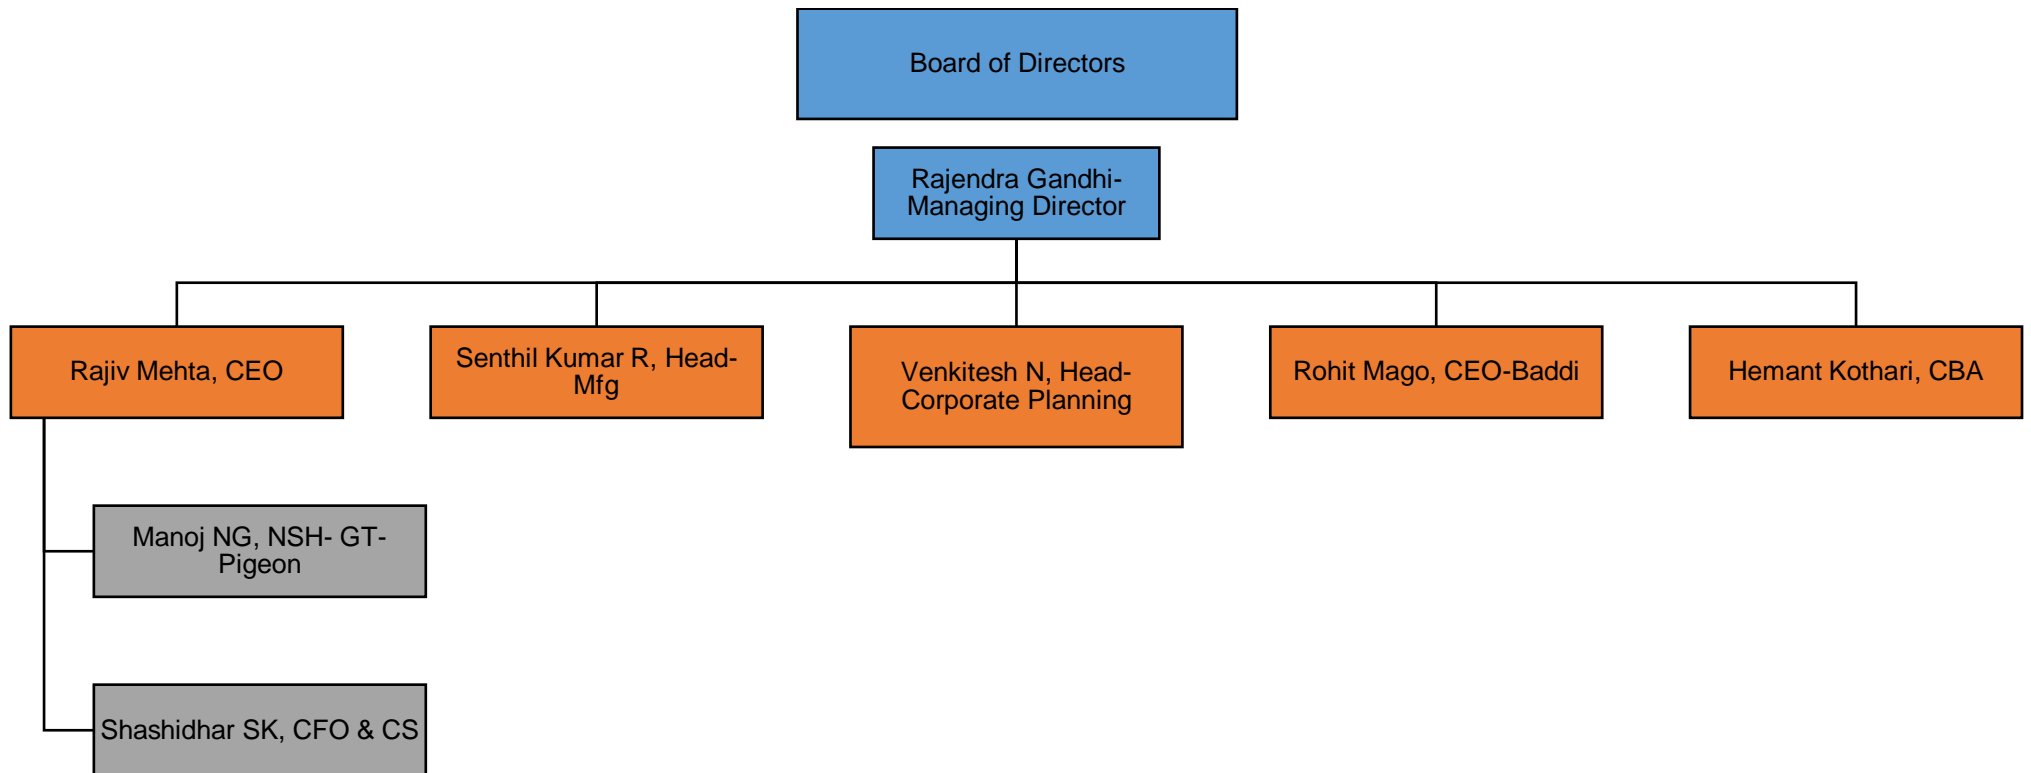 Board of Directors
Rajendra Gandhi-
Managing Director
Rajiv Mehta, CEO
Senthil Kumar R, Head-
Mfg
Venkitesh N, Head-
Corporate Planning
Rohit Mago, CEO-Baddi
Hemant Kothari, CBA
Manoj NG, NSH- GT-
Pigeon
Shashidhar SK, CFO & CS